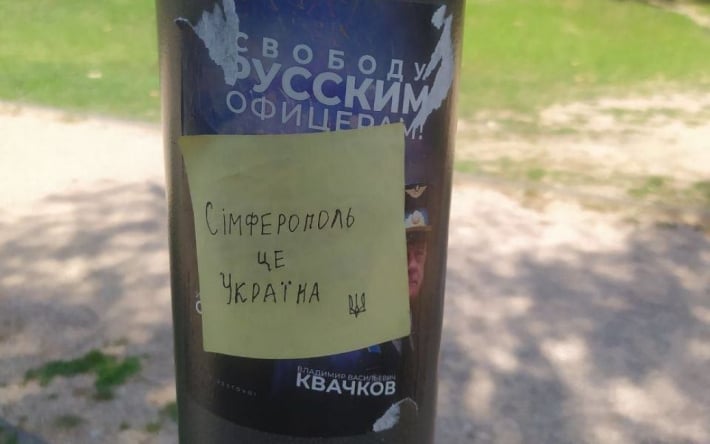 СВОБОДУ
РУССКИМ
ОФИЦЕРАМ!
Сімферополь
це
Україна
ВЛАДИМИР ВАСИЛЬЕВИЧ
КВАЧКОВ